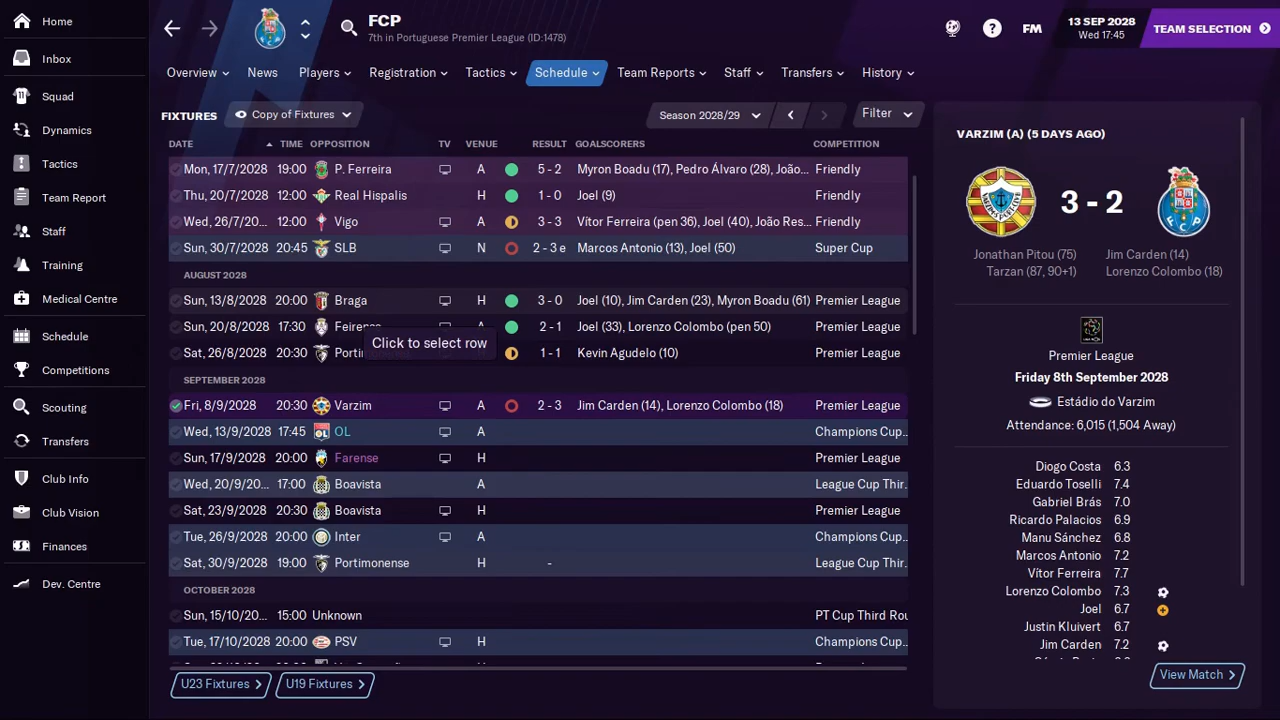 Home
Inbox
Squad
Dynamics
Tactics
Team Report
Staff
Training
Medical Centre
Schedule
Competitions
Scouting
Transfers
Club Info
Club Vision
Finances
Dev. Centre
FCP
7th in Portuguese Premier League (ID:1478)
FM
13 SEP 2028
Wed 17:45
TEAM SELECTION
Overview News Players Registration Tactics Schedule Team Reports Staff Transfers History
FIXTURES Copy of Fixtures Season 2028/29 Filter
DATE TIME OPPOSITION TV VENUE RESULT GOALSCORERS COMPETITION
Mon, 17/7/2028 19:00 P. Ferreira A 5 - 2 Myron Boadu (17), Pedro Álvaro (28), João... Friendly
Thu, 20/7/2028 12:00 Real Hispalis H 1 - 0 Joel (9) Friendly
Wed, 26/7/20... 12:00 Vigo A 3 - 3 Vítor Ferreira (pen 36), Joel (40), João Res... Friendly
Sun, 30/7/2028 20:45 SLB N 2 - 3 e Marcos Antonio (13), Joel (50) Super Cup
AUGUST 2028
Sun, 13/8/2028 20:00 Braga H 3 - 0 Joel (10), Jim Carden (23), Myron Boadu (61) Premier League
Sun, 20/8/2028 17:30 Feirense A 2 - 1 Joel (33), Lorenzo Colombo (pen 50) Premier League
Click to select row
Sat, 26/8/2028 20:30 1 - 1 Kevin Agudelo (10) Premier League
SEPTEMBER 2028
Fri, 8/9/2028 20:30 Varzim A 2 - 3 Jim Carden (14), Lorenzo Colombo (18) Premier League
Wed, 13/9/2028 17:45 OL A Champions Cup...
Sun, 17/9/2028 20:00 Farense H Premier League
Wed, 20/9/20... 17:00 Boavista A League Cup Thir...
Sat, 23/9/2028 20:30 Boavista H Premier League
Tue, 26/9/2028 20:00 Inter A Champions Cup...
Sat, 30/9/2028 19:00 Portimonense H - League Cup Thir...
OCTOBER 2028
Sun, 15/10/20... 15:00 Unknown PT Cup Third Rou
Tue, 17/10/2028 20:00 PSV H Champions Cup...
U23 Fixtures U19 Fixtures
VARZIM (A) (5 DAYS AGO)
3 - 2
Jonathan Pitou (75) Jim Carden (14)
Tarzan (87, 90+1) Lorenzo Colombo (18)
Premier League
Friday 8th September 2028
Estádio do Varzim
Attendance: 6,015 (1,504 Away)
Diogo Costa 6.3
Eduardo Toselli 7.4
Gabriel Brás 7.0
Ricardo Palacios 6.9
Manu Sánchez 6.8
Marcos Antonio 7.2
Vítor Ferreira 7.7
Lorenzo Colombo 7.3
Joel 6.7
Justin Kluivert 6.7
Jim Carden 7.2
View Match